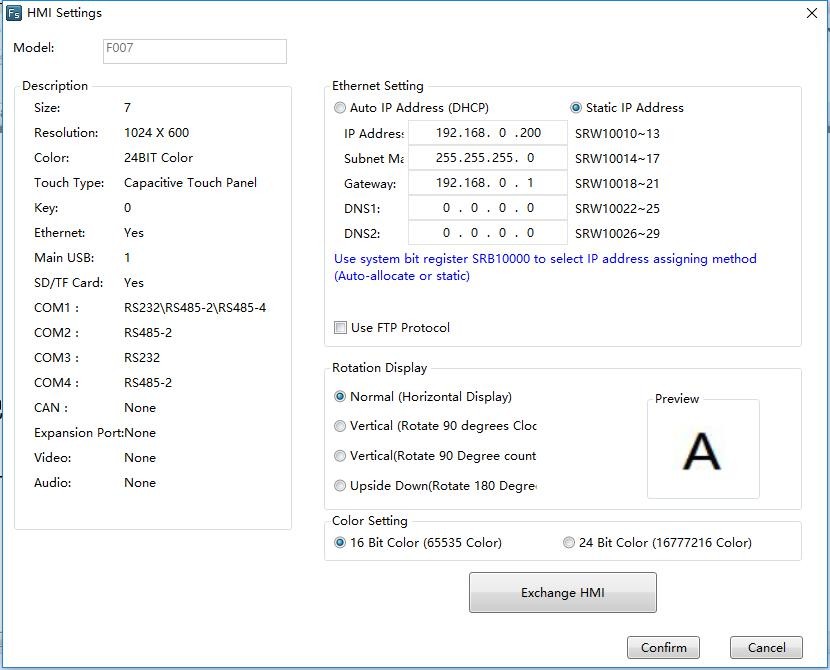 Fs HMI Settings
Model: F007
Description
Size: 7
Resolution: 1024 X 600
Color: 24BIT Color
Touch Type: Capacitive Touch Panel
Key: 0
Ethernet: Yes
Main USB: 1
SD/TF Card: Yes
COM1 : RS232\RS485-2\RS485-4
COM2 : RS485-2
COM3 : RS232
COM4 : RS485-2
CAN : None
Expansion Port:None
Video: None
Audio: None
Ethernet Setting
Auto IP Address (DHCP) Static IP Address
IP Address: 192.168. 0 .200 SRW10010~13
Subnet Ma 255.255.255. 0 SRW10014~17
Gateway: 192.168. 0 . 1 SRW10018~21
DNS1: 0 . 0 . 0 . 0 SRW10022~25
DNS2: 0 . 0 . 0 . 0 SRW10026~29
Use system bit register SRB10000 to select IP address assigning method
(Auto-allocate or static)
Use FTP Protocol
Rotation Display
Normal (Horizontal Display)
Vertical (Rotate 90 degrees Cloc
Vertical(Rotate 90 Degree count
Upside Down(Rotate 180 Degre
Preview
A
Color Setting
16 Bit Color (65535 Color) 24 Bit Color (16777216 Color)
Exchange HMI
Confirm Cancel